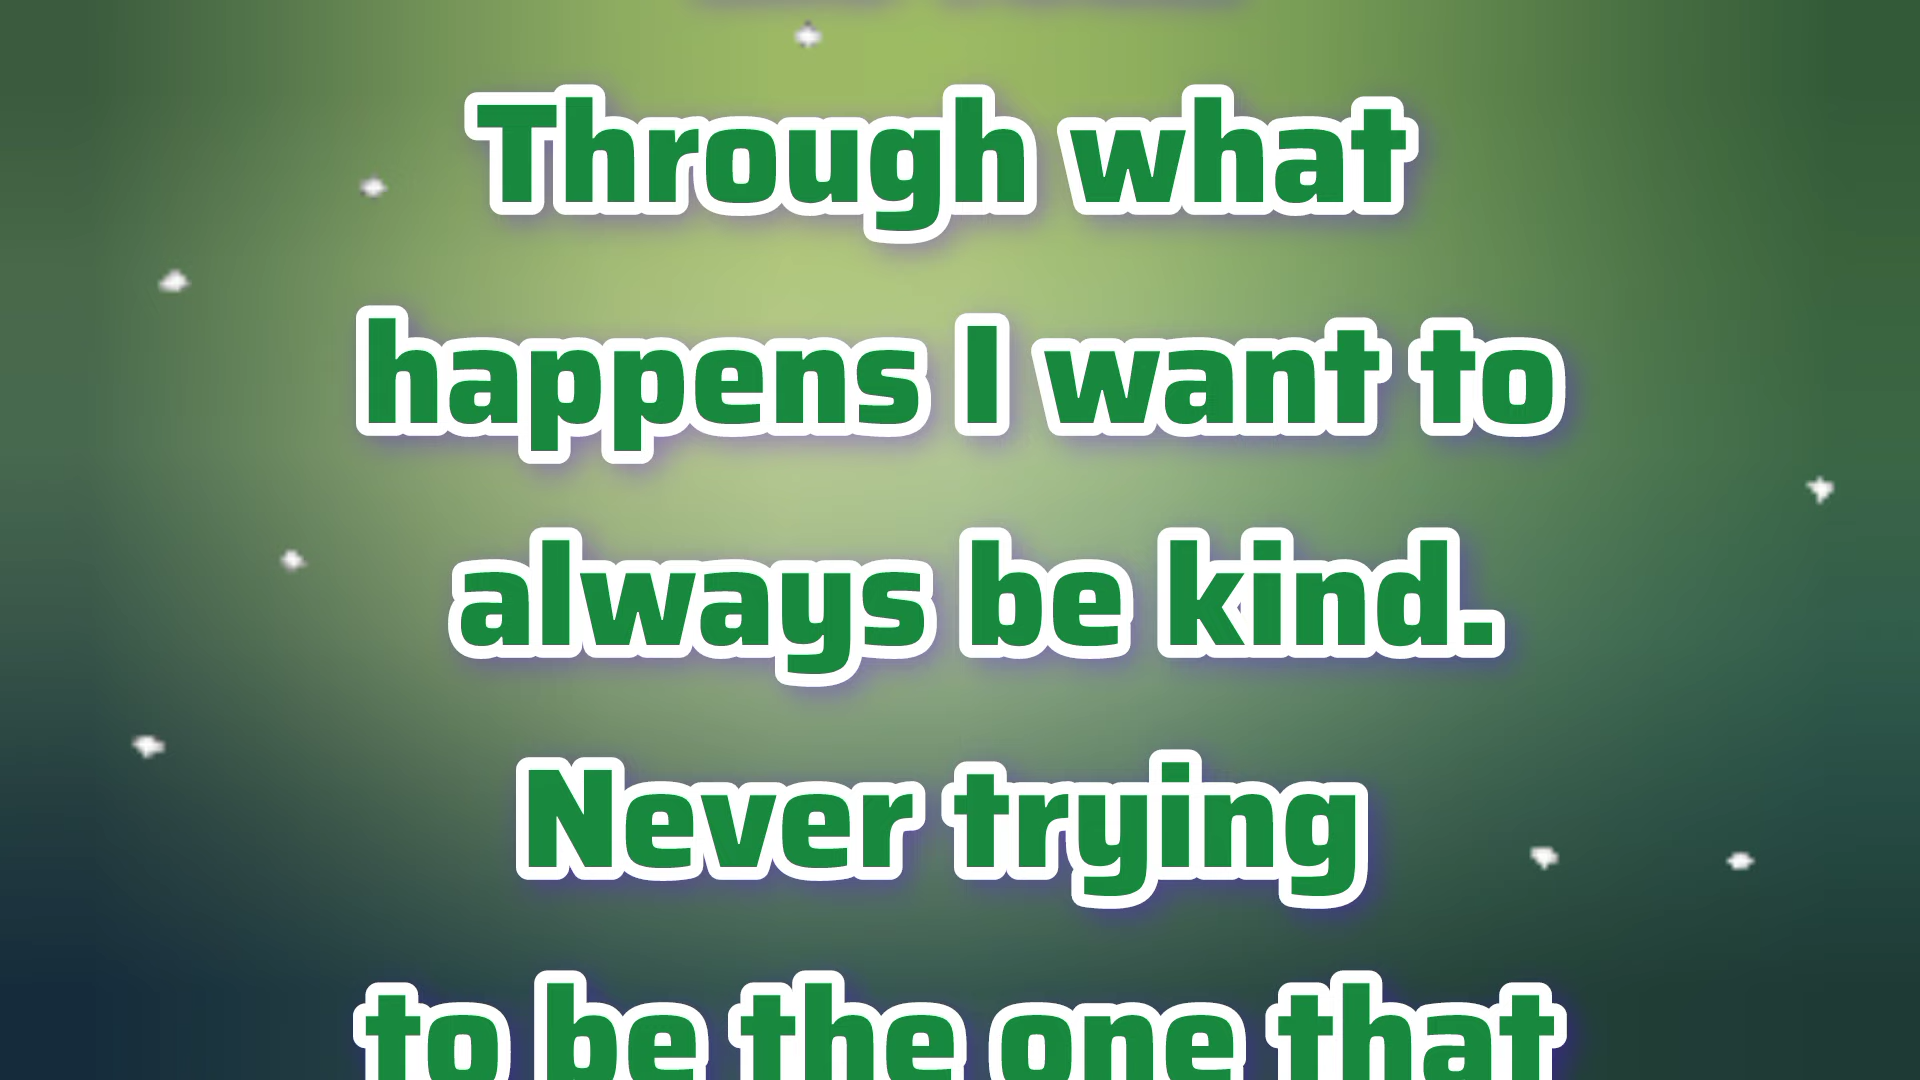 Through what
happens I want to
always be kind.
Never trying
to be the one that